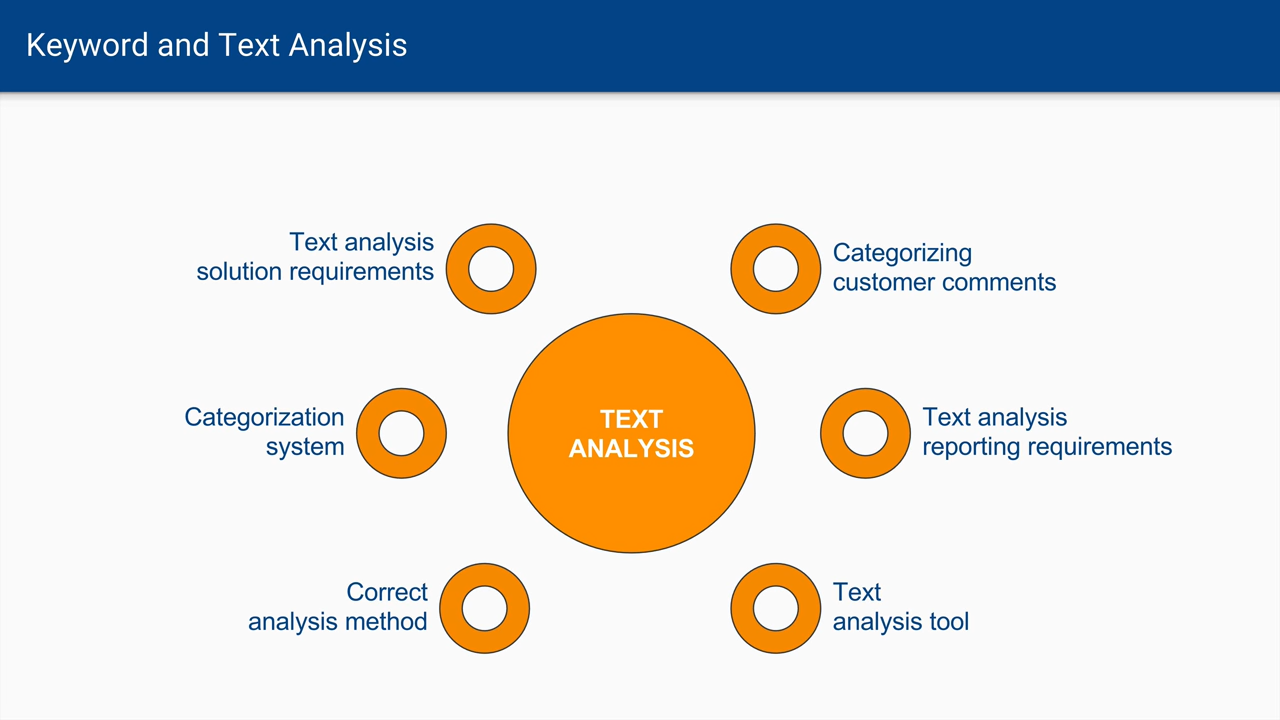 Keyword and Text Analysis
Text analysis
solution requirements
Categorizing
customer comments
Categorization
system
TEXT
ANALYSIS
Text analysis
reporting requirements
Correct
analysis method
Text
analysis tool